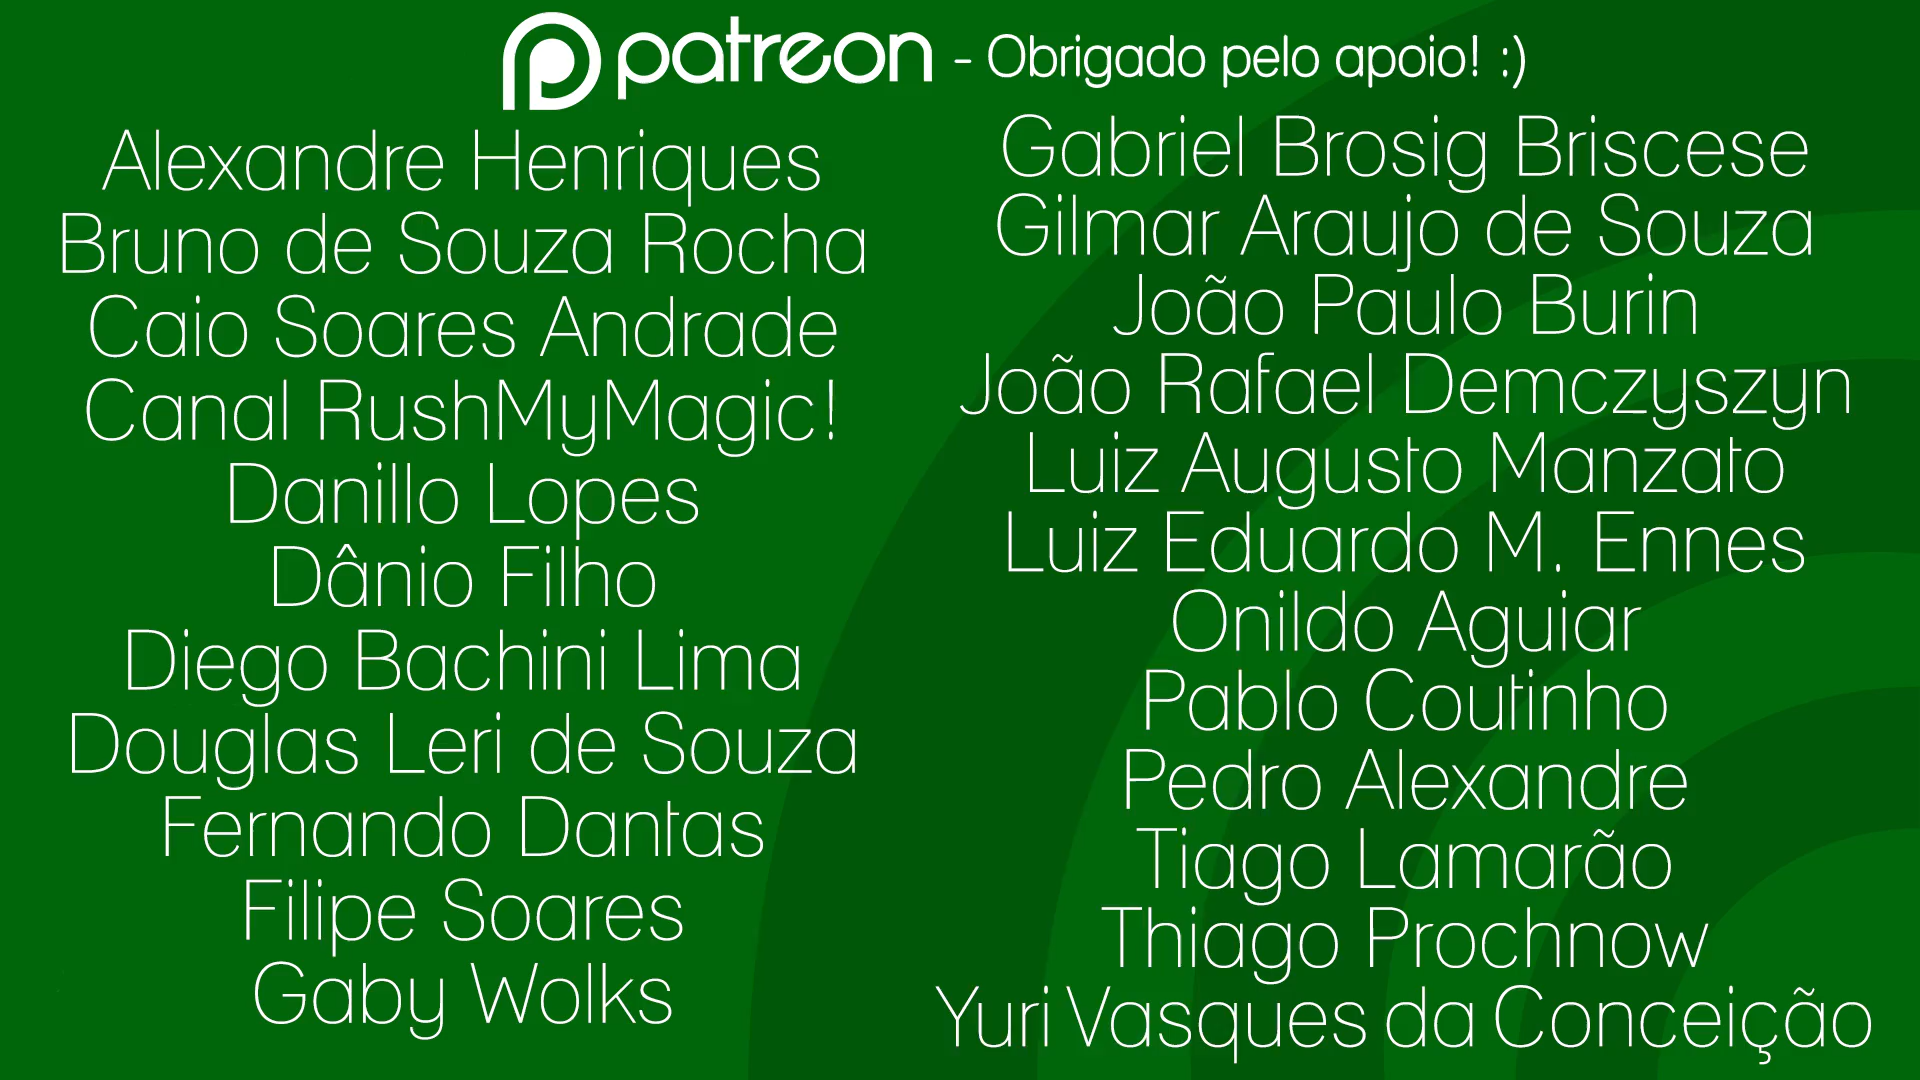 patreon - Obrigado pelo apoio! :)
Alexandre Henriques
Bruno de Souza Rocha
Caio Soares Andrade
Canal RushMyMagic!
Danillo Lopes
Dânio Filho
Diego Bachini Lima
Douglas Leri de Souza
Fernando Dantas
Filipe Soares
Gaby Wolks
Gabriel Brosig Briscese
Gilmar Araujo de Souza
João Paulo Burin
João Rafael Demczyszyn
Luiz Augusto Manzato
Luiz Eduardo M. Ennes
Onildo Aguiar
Pablo Coutinho
Pedro Alexandre
Tiago Lamarão
Thiago Prochnow
Yuri Vasques da Conceição